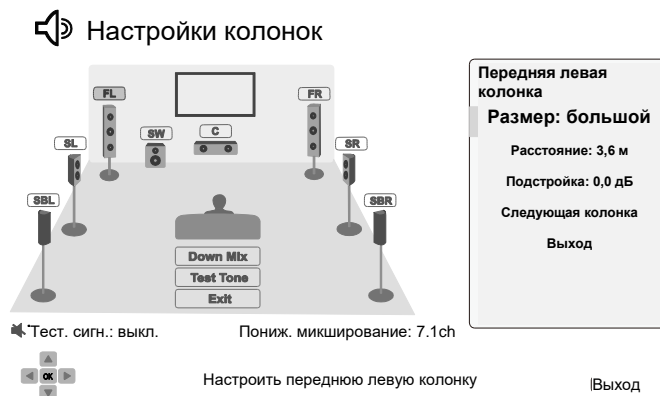 Настройки колонок
FL
FR
SW
C
SL
SR
SBL
SBR
Down Mix
Test Tone
Exit
Передняя левая
колонка
Размер: большой
Расстояние: 3,6 м
Подстройка: 0,0 дБ
Следующая колонка
Выход
Тест. сигн.: выкл.
Пониж. микширование: 7.1ch
OK
Настроить переднюю левую колонку
Выход